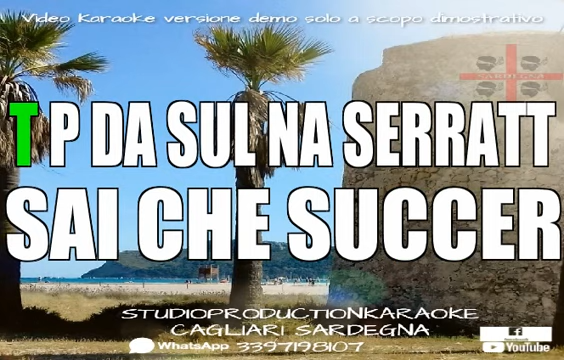 Video Karaoke versione demo solo a scopo dimostrativo
SARDIGNA
T P DA SUL NA SERRATT
SAI CHE SUCCER
STUDIOPRODUCTIONKARAOKE
CAGLIARI SARDEGNA
WhatsApp 3397198107
YouTube